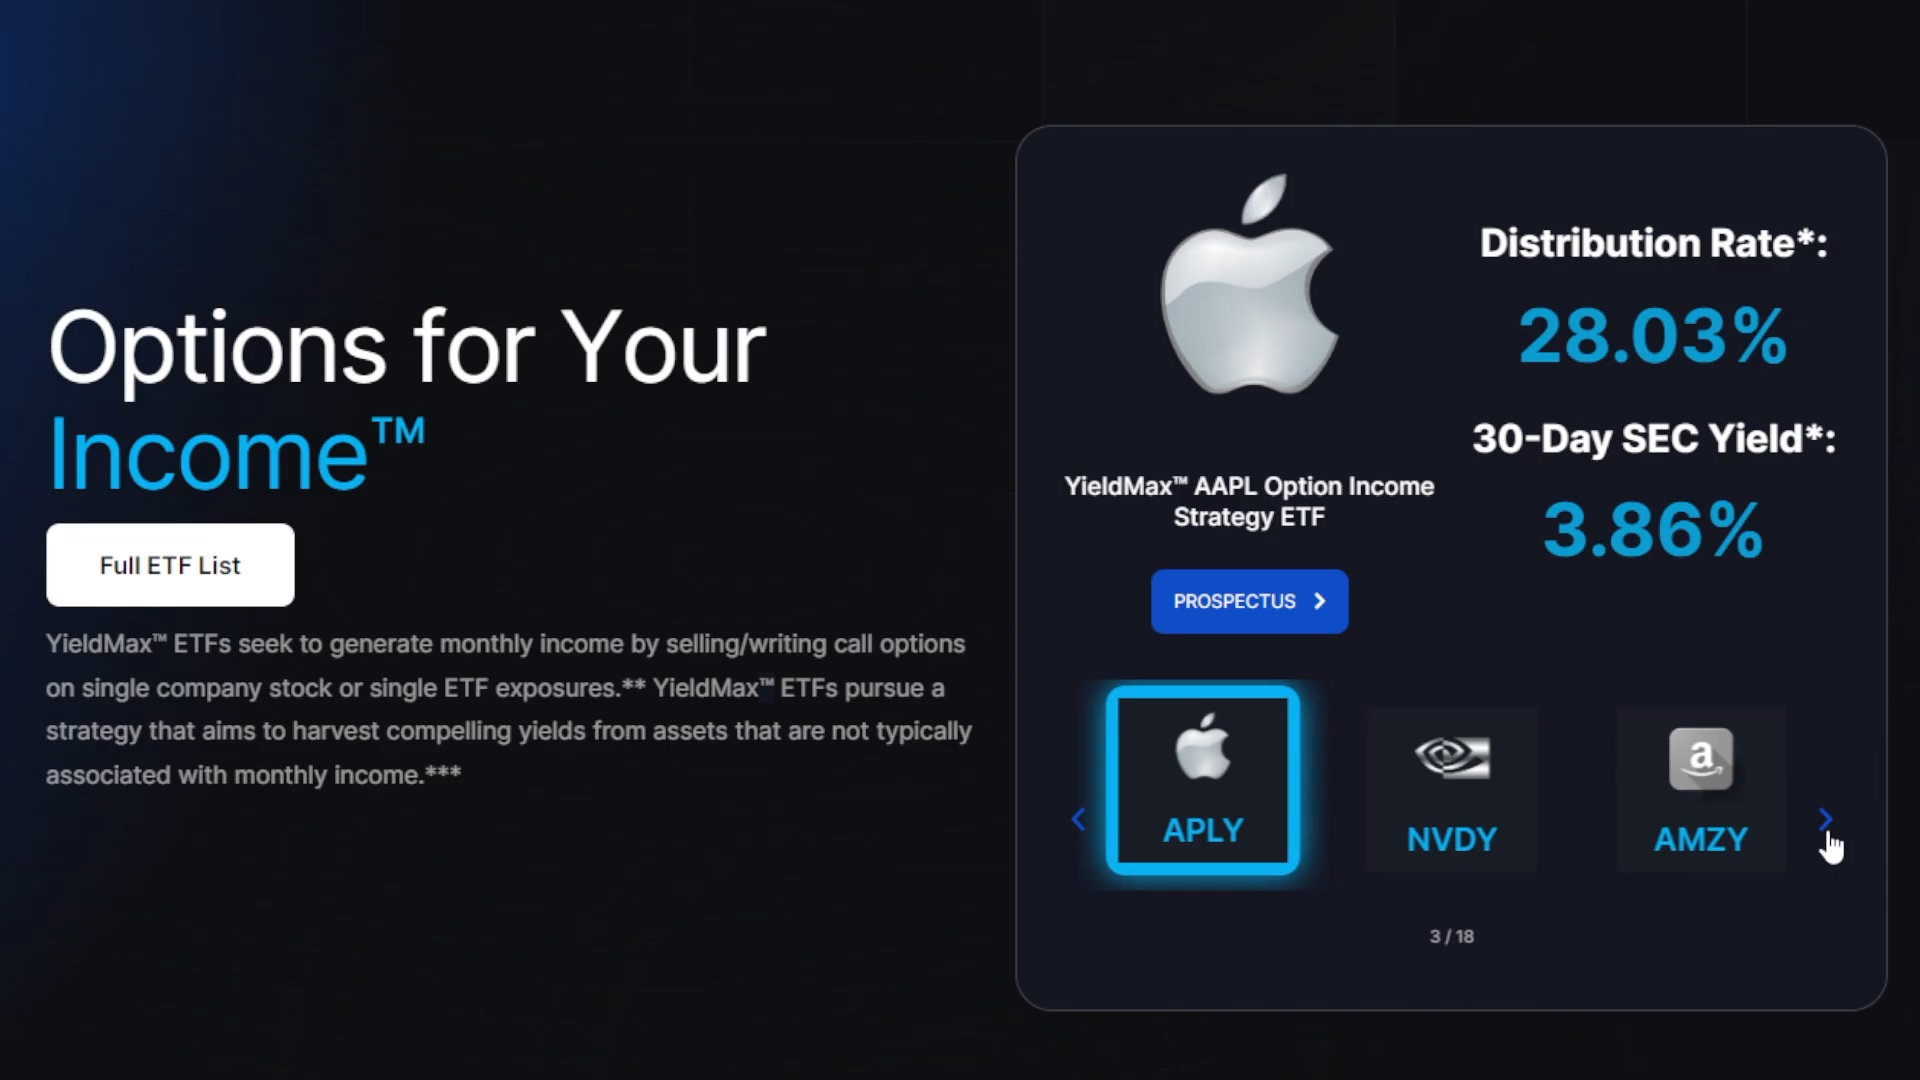 Options for Your
Income™
Full ETF List
YieldMax™ ETFs seek to generate monthly income by selling/writing call options
on single company stock or single ETF exposures.** YieldMax™ ETFs pursue a
strategy that aims to harvest compelling yields from assets that are not typically
associated with monthly income.***
Distribution Rate*:
28.03%
30-Day SEC Yield*:
3.86%
YieldMax™ AAPL Option Income
Strategy ETF
PROSPECTUS
a
APLY
NVDY
AMZY
3 / 18